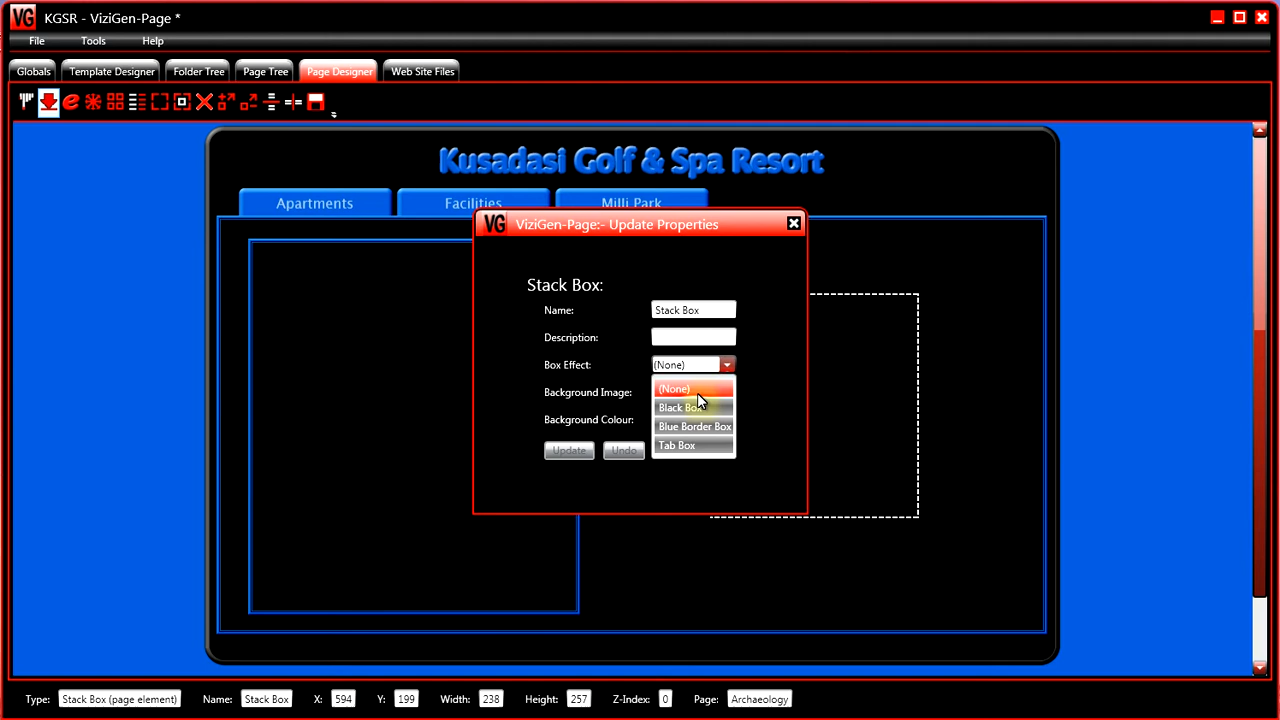 VG KGSR - ViziGen-Page *
File Tools Help
Globals Template Designer Folder Tree Page Tree Page Designer Web Site Files
Kusadasi Golf & Spa Resort
Apartments Facilities Milli Park
VG ViziGen-Page:- Update Properties
Stack Box:
Name: Stack Box
Description:
Box Effect: (None)
(None)
Background Image:
Black Box
Background Colour:
Blue Border Box
Tab Box
Update Undo
Type: Stack Box (page element) Name: Stack Box X: 594 Y: 199 Width: 238 Height: 257 Z-Index: 0 Page: Archaeology